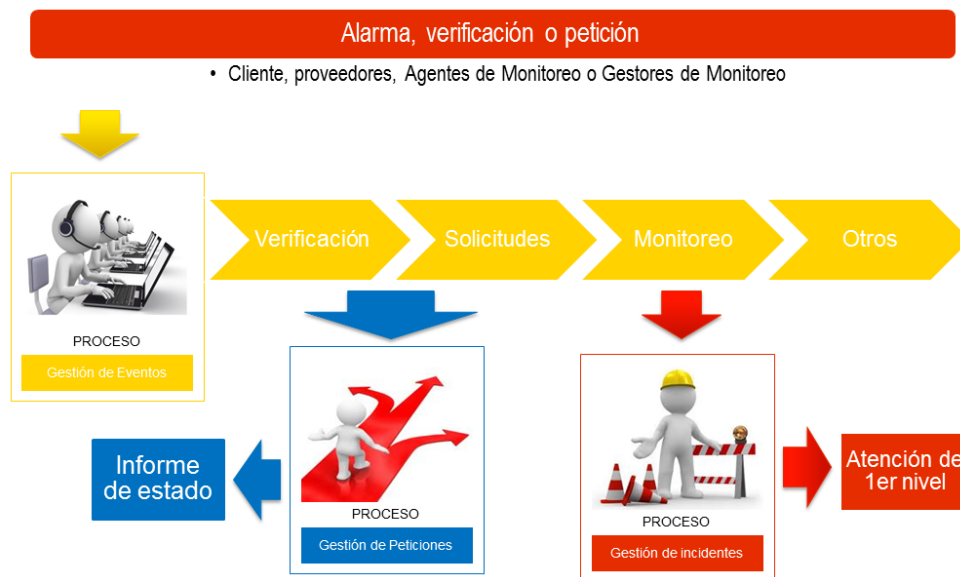 Alarma, verificación o petición
• Cliente, proveedores, Agentes de Monitoreo o Gestores de Monitoreo
Verificación
Solicitudes
Monitoreo
Otros
PROCESO
Gestión de Eventos
Informe
de estado
PROCESO
Gestión de Peticiones
PROCESO
Gestión de incidentes
Atención de
1er nivel